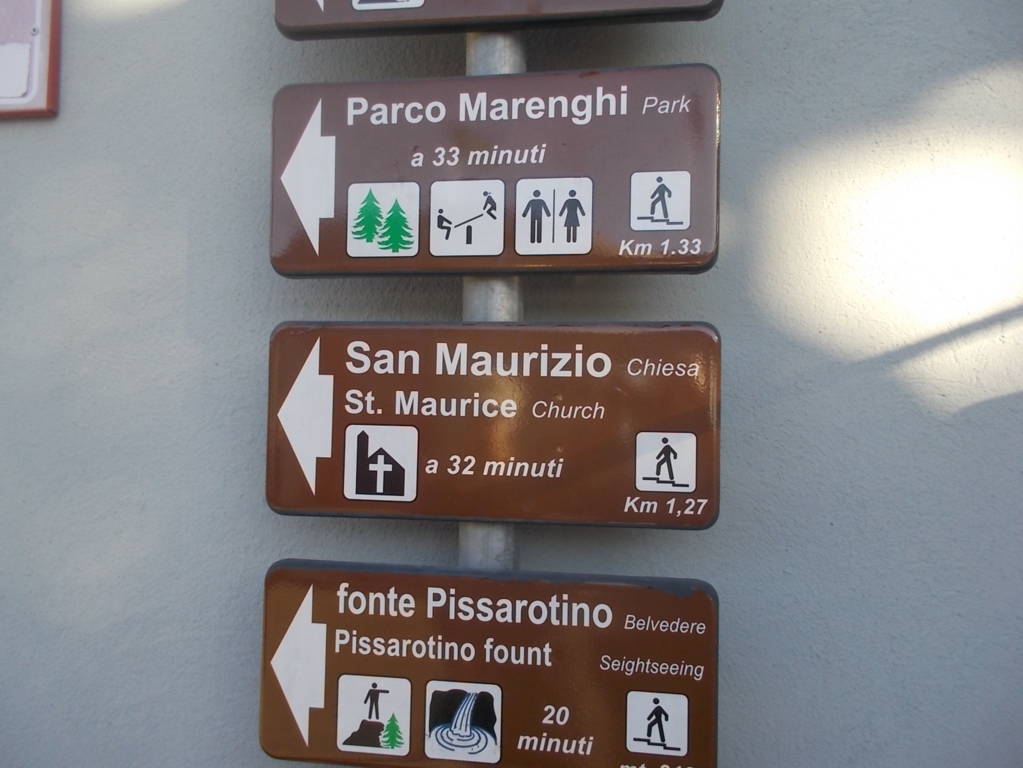 Parco Marenghi Park
a 33 minuti
Km 1.33
San Maurizio Chiesa
St. Maurice Church
a 32 minuti
Km 1,27
fonte Pissarotino Belvedere
Pissarotino fount Seightseeing
20
minuti